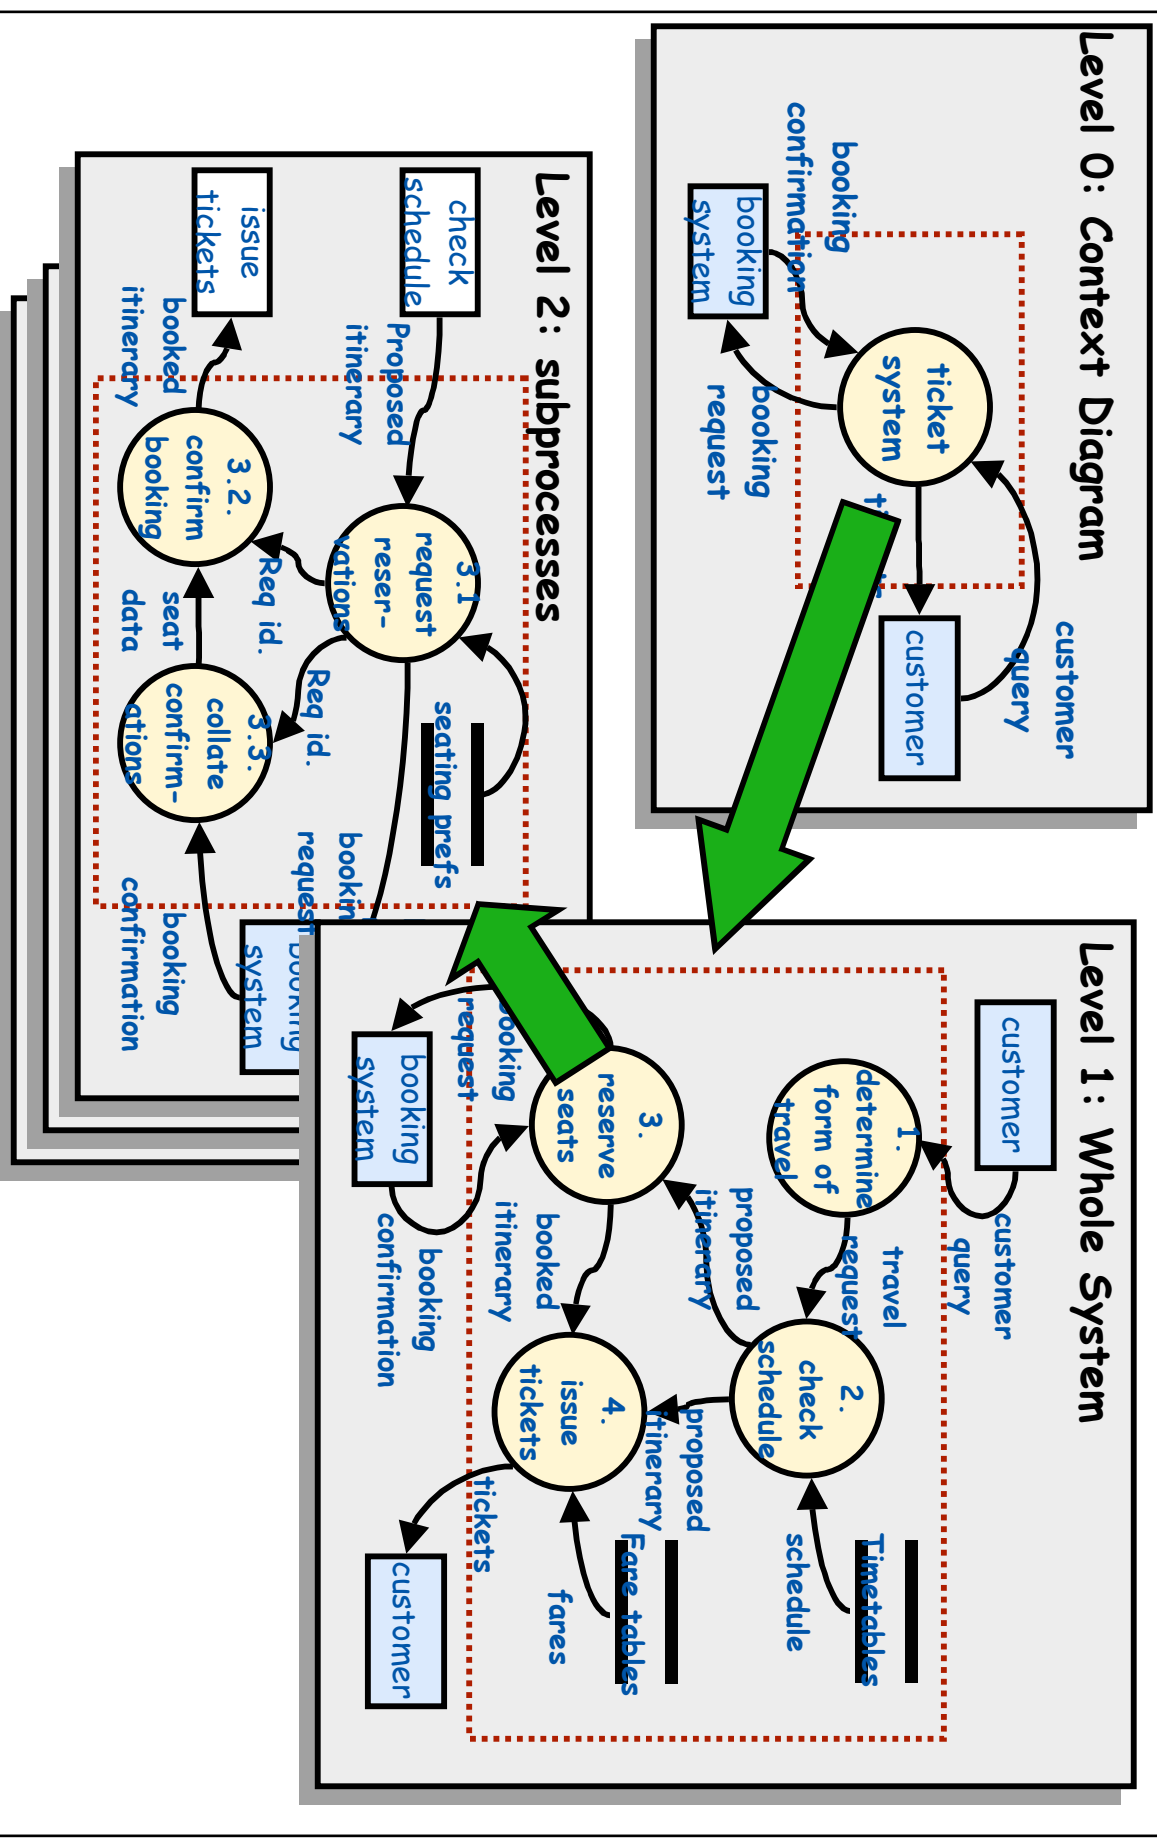 Level 0: Context Diagram
customer
query
ticket
system
customer
booking
confirmation
booking
system
booking
request
Level 1: Whole System
customer
customer
query
1.
determine
form of
travel
travel
request
2.
check
schedule
Timetables
schedule
proposed
itinerary
proposed
itinerary
3.
reserve
seats
booking
request
booking
system
booking
confirmation
booked
itinerary
4.
issue
tickets
Fare tables
fares
tickets
customer
Level 2: subprocesses
check
schedule
Proposed
itinerary
3.1
request
reser-
vations
seating prefs
Req id.
Req id.
issue
tickets
booked
itinerary
3.2.
confirm
booking
seat
data
3.3.
collate
confirm-
ations
bookin
request
booking
system
booking
confirmation